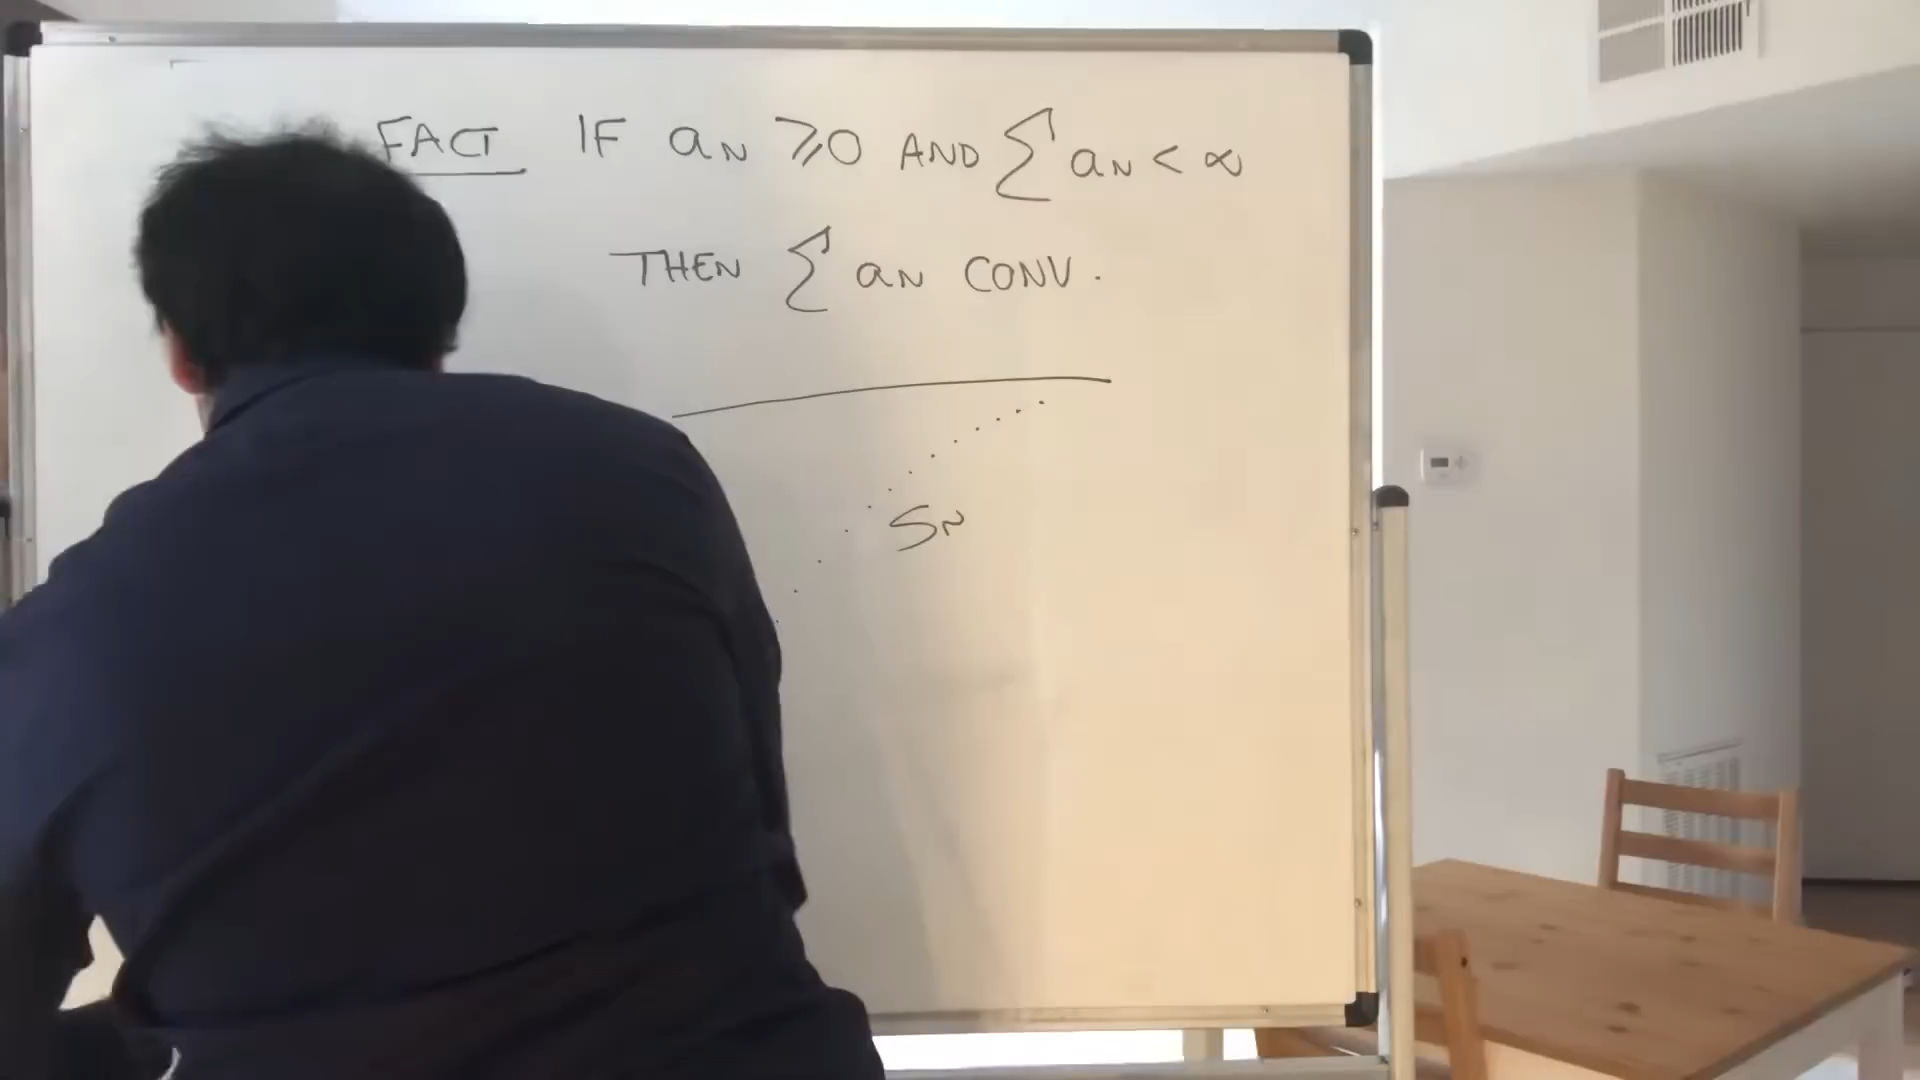 FACT IF aN ⩾0 AND ∑ aN < ∞
THEN ∑ aN CONV.
SN